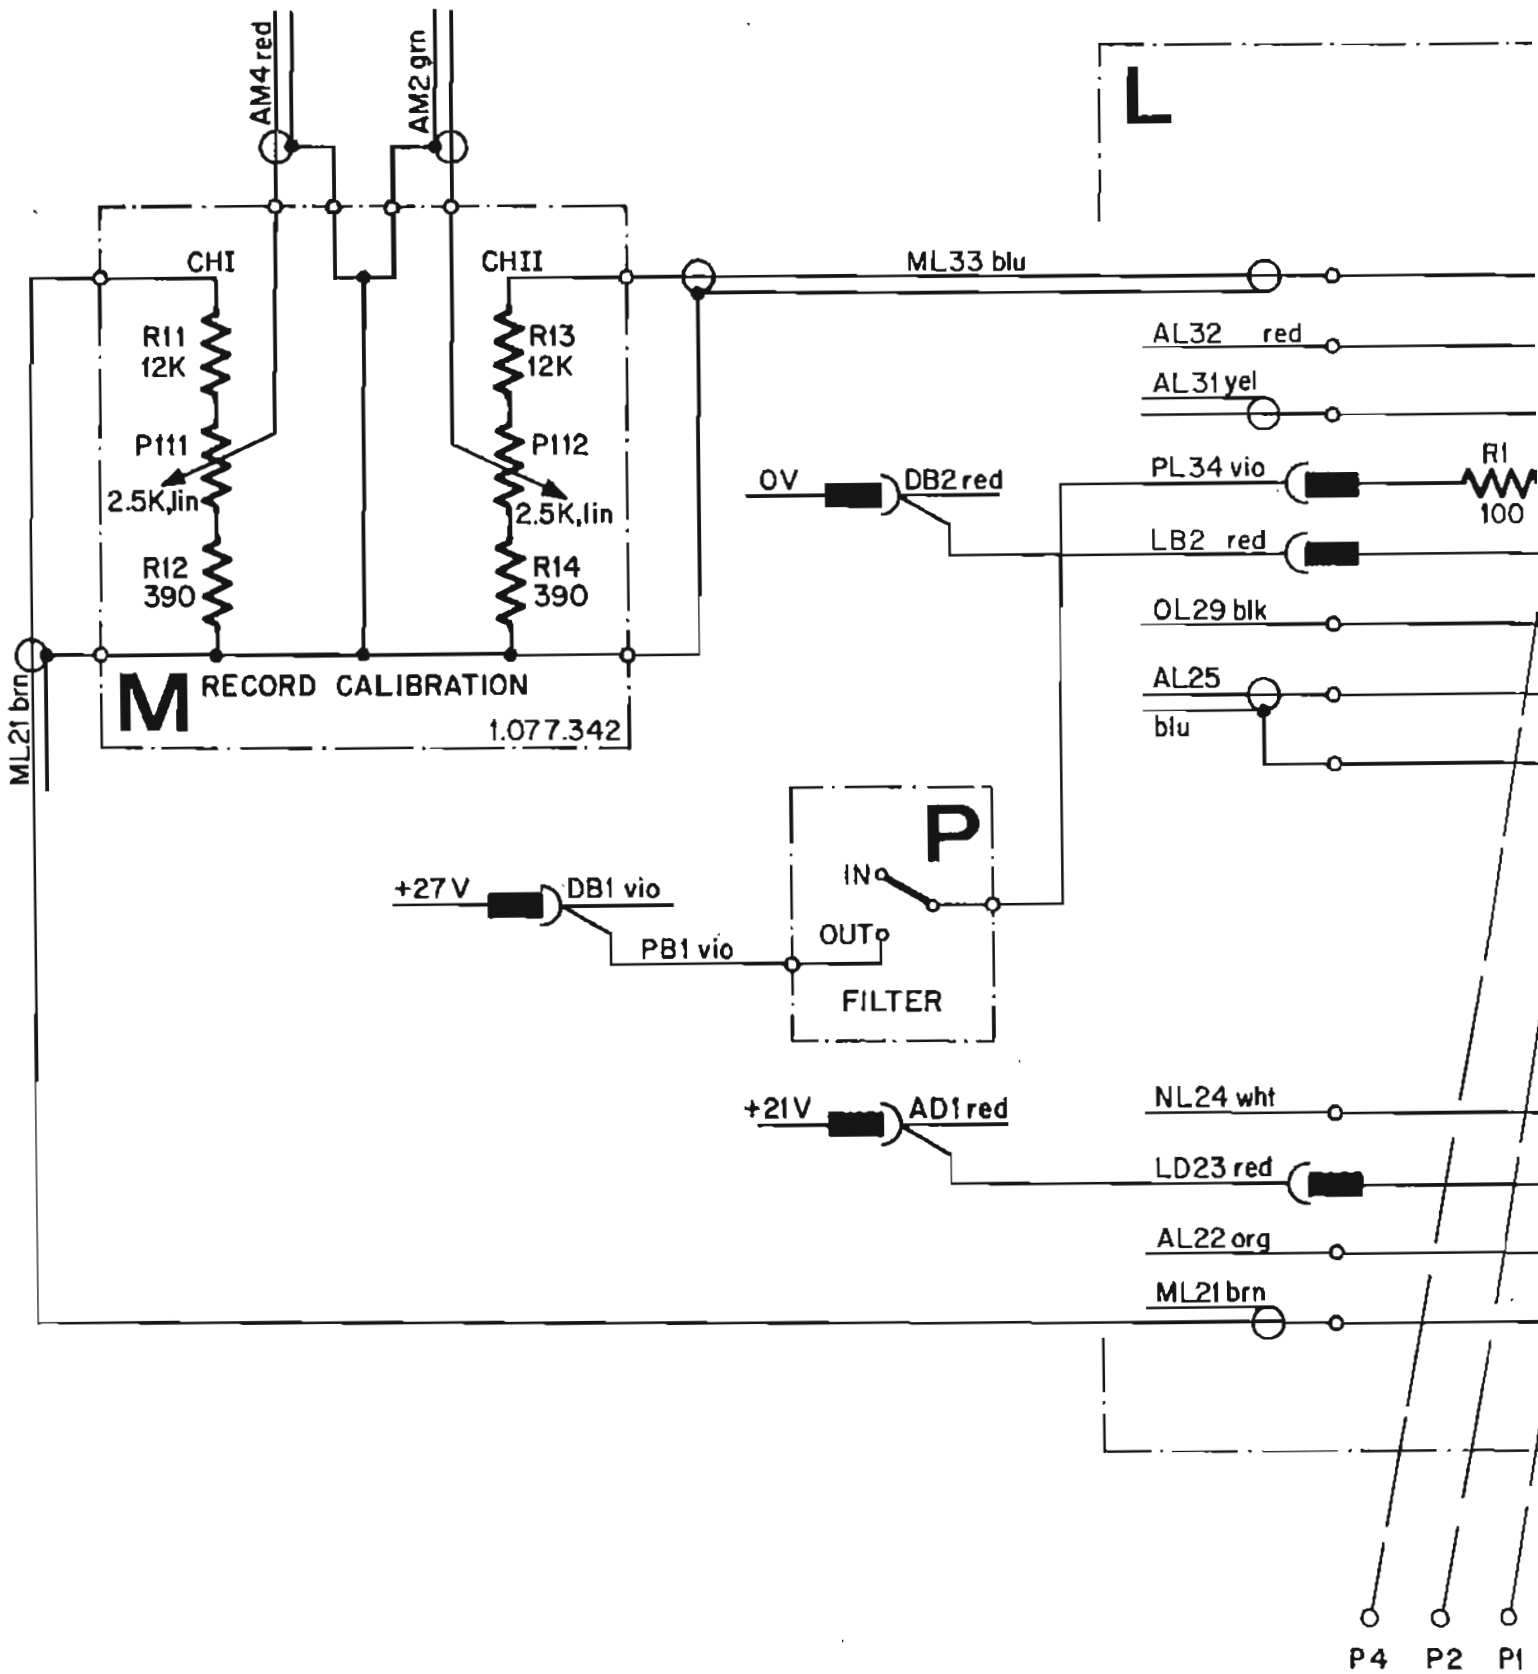 AM4 red
AM2 grn
L
CHI
CHII
ML33 blu
R11
12K
R13
12K
AL32 red
AL31 yel
P111
2.5K,lin
P112
2.5K,lin
0V
DB2 red
PL34 vio
R1
100
LB2 red
R12
390
R14
390
OL29 blk
AL25
blu
ML21 brn
M RECORD CALIBRATION
1.077.342
P
IN
OUT
FILTER
+27V
DB1 vio
PB1 vio
+21V
AD1 red
NL24 wht
LD23 red
AL22 org
ML21 brn
P4 P2 P1